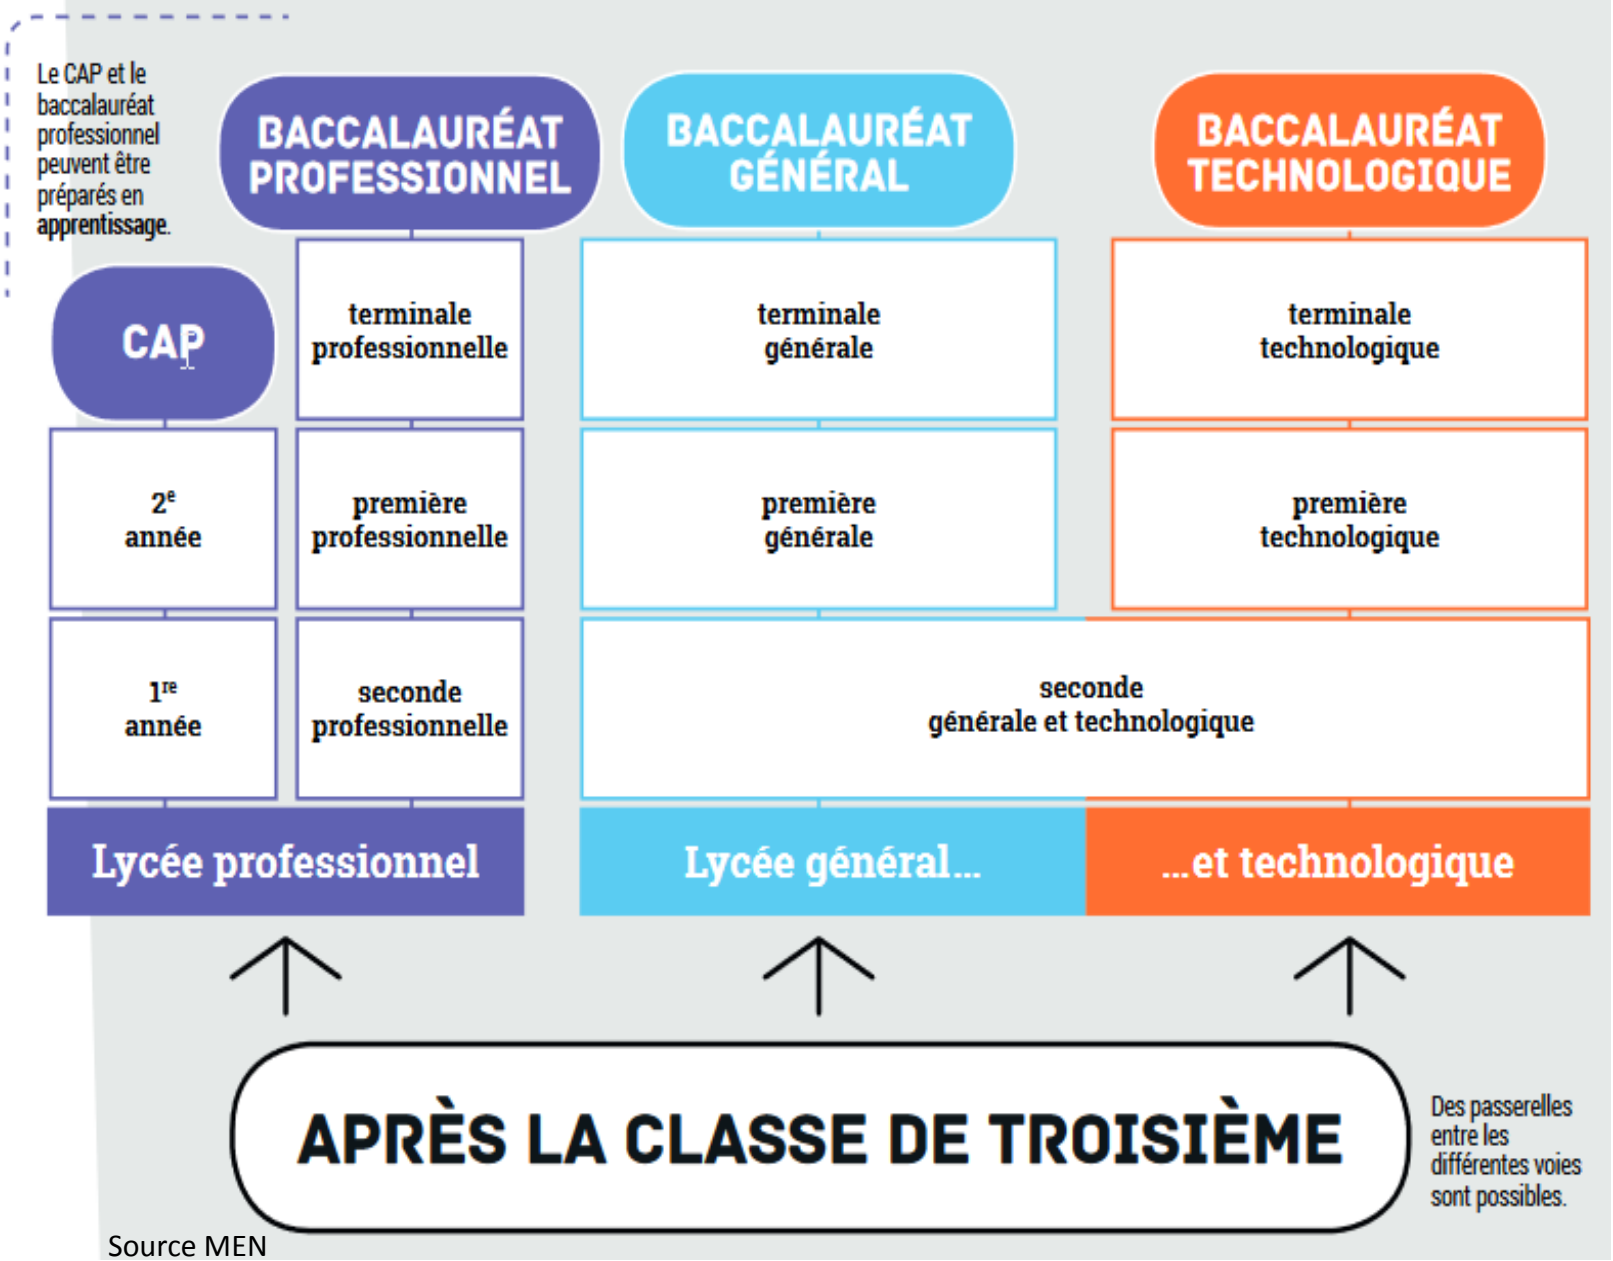 Le CAP et le
baccalauréat
professionnel
peuvent être
préparés en
apprentissage.
BACCALAURÉAT
PROFESSIONNEL
BACCALAURÉAT
GÉNÉRAL
BACCALAURÉAT
TECHNOLOGIQUE
CAP
terminale
professionnelle
terminale
générale
terminale
technologique
2e
année
première
professionnelle
première
générale
première
technologique
1re
année
seconde
professionnelle
seconde
générale et technologique
Lycée professionnel
Lycée général...
...et technologique
APRÈS LA CLASSE DE TROISIÈME
Des passerelles
entre les
différentes voies
sont possibles.
Source MEN